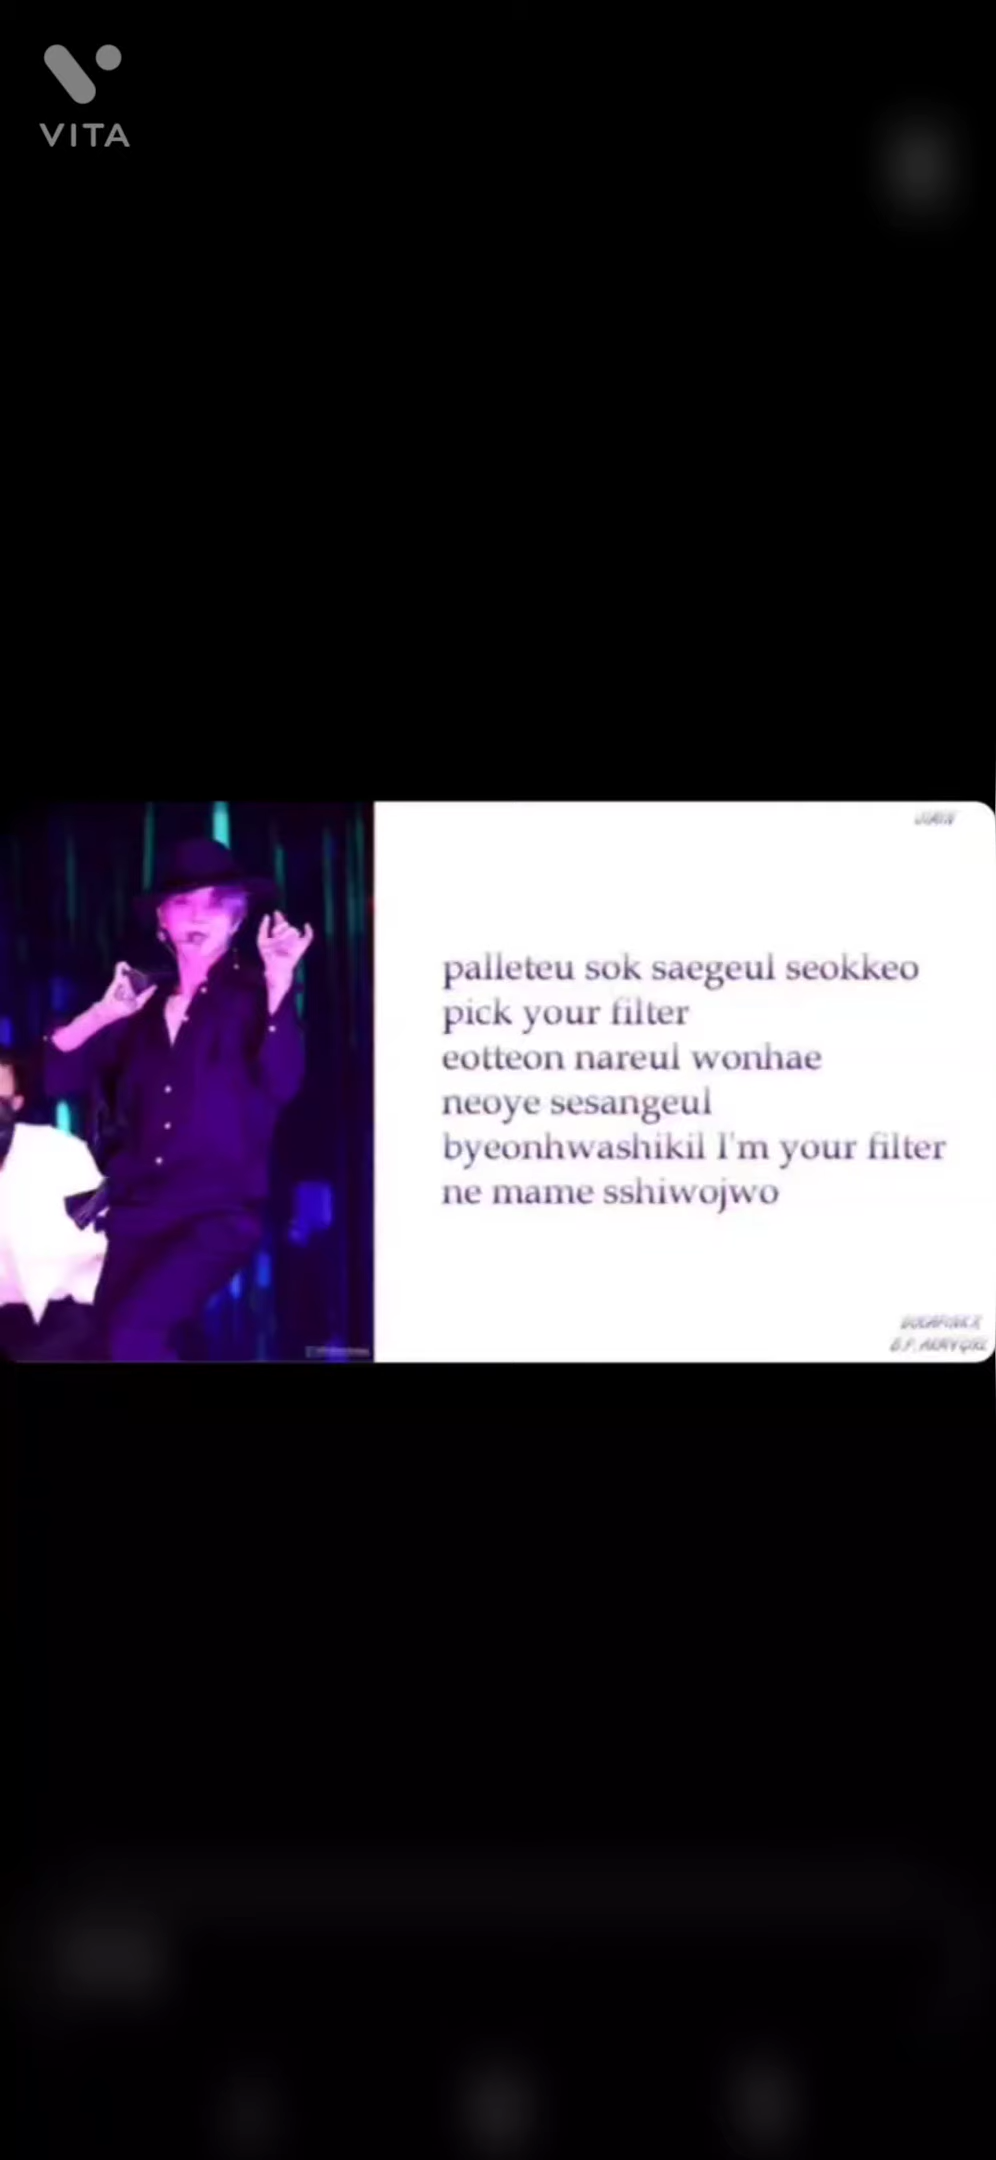 VITA
palleteu sok saegeul seokkeo
pick your filter
eotteon nareul wonhae
neoye sesangeul
byeonhwashikil I'm your filter
ne mame sshiwojwo